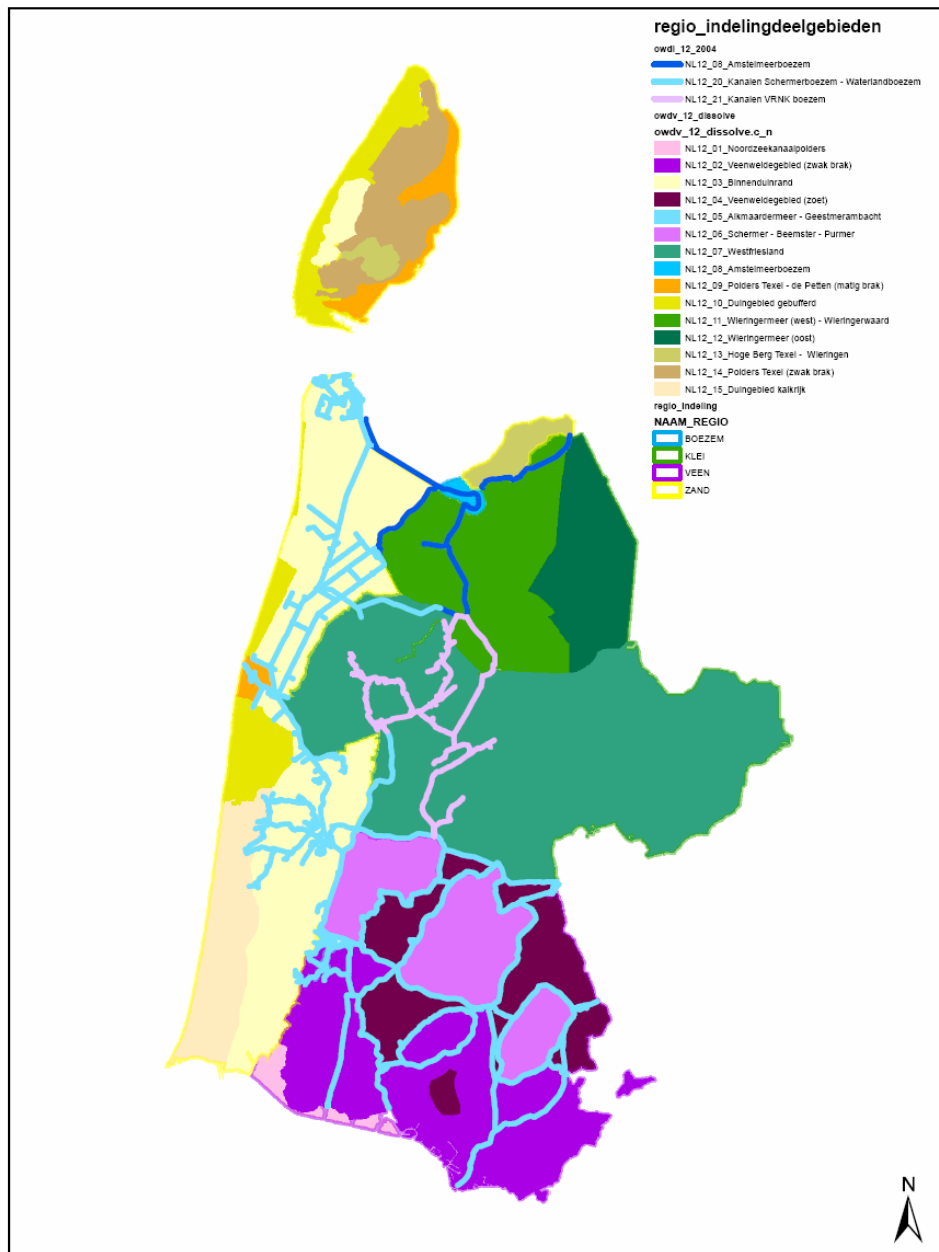 regio_indelingdeelgebieden
owdl_12_2004
NL12_08_Amstelmeerboezem
NL12_20_Kanalen Schermerboezem - Waterlandboezem
NL12_21_Kanalen VRNK boezem
owdv_12_dissolve
owdv_12_dissolve.c_n
NL12_01_Noordzeekanaalpolders
NL12_02_Veenweidegebied (zwak brak)
NL12_03_Binnenduinrand
NL12_04_Veenweidegebied (zoet)
NL12_05_Alkmaardermeer - Geestmerambacht
NL12_06_Schermer - Beemster - Purmer
NL12_07_Westfriesland
NL12_08_Amstelmeerboezem
NL12_09_Polders Texel - de Petten (matig brak)
NL12_10_Duingebied gebufferd
NL12_11_Wieringermeer (west) - Wieringerwaard
NL12_12_Wieringermeer (oost)
NL12_13_Hoge Berg Texel - Wieringen
NL12_14_Polders Texel (zwak brak)
NL12_15_Duingebied kalkrijk
regio_indeling
NAAM_REGIO
BOEZEM
KLEI
VEEN
ZAND
N